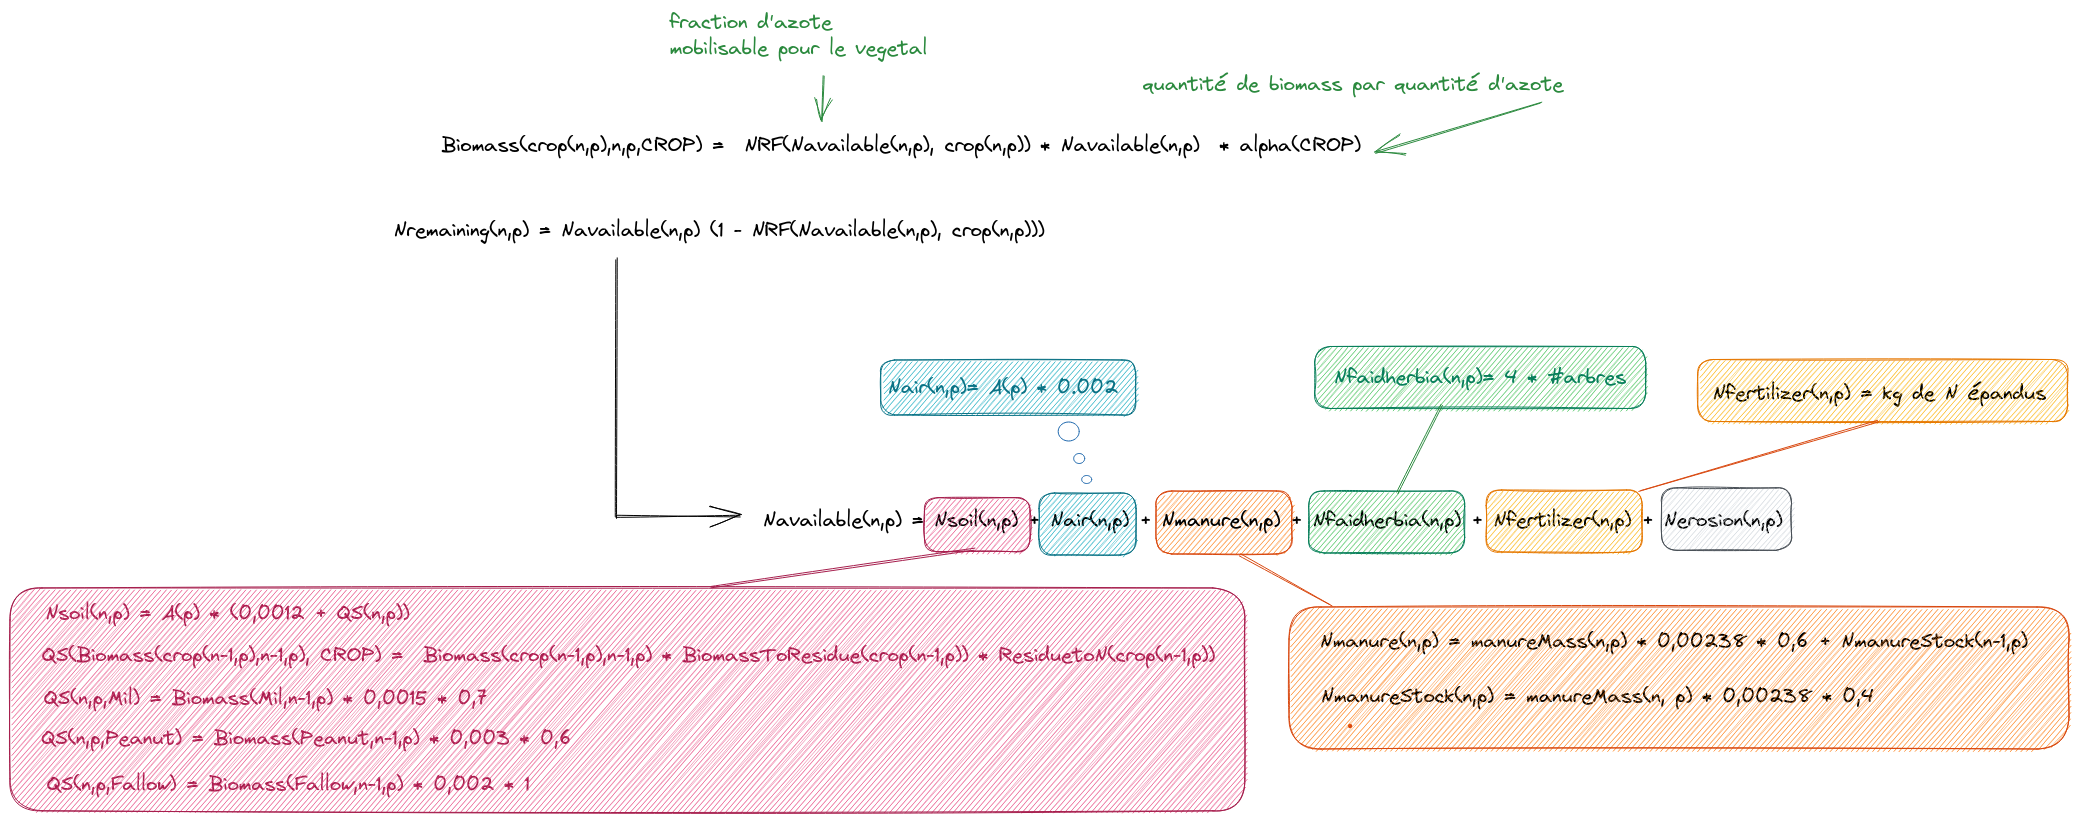 fraction d'azote
mobilisable pour le vegetal
quantité de biomass par quantité d'azote
Biomass(crop(n,p),n,p,CROP) = NRF(Navailable(n,p), crop(n,p)) * Navailable(n,p) * alpha(CROP)
Nremaining(n,p) = Navailable(n,p) (1 - NRF(Navailable(n,p), crop(n,p)))
Nair(n,p)= A(p) * 0.002
Nfaidherbia(n,p)= 4 * #arbres
Nfertilizer(n,p) = kg de N épandus
Navailable(n,p) = Nsoil(n,p) + Nair(n,p) + Nmanure(n,p) + Nfaidherbia(n,p) + Nfertilizer(n,p) + Nerosion(n,p)
Nsoil(n,p) = A(p) * (0,0012 + QS(n,p))
QS(Biomass(crop(n-1,p),n-1,p), CROP) = Biomass(crop(n-1,p),n-1,p) * BiomassToResidue(crop(n-1,p)) * ResiduetoN(crop(n-1,p))
QS(n,p,Mil) = Biomass(Mil,n-1,p) * 0,0015 * 0,7
QS(n,p,Peanut) = Biomass(Peanut,n-1,p) * 0,003 * 0,6
QS(n,p,Fallow) = Biomass(Fallow,n-1,p) * 0,002 * 1
Nmanure(n,p) = manureMass(n,p) * 0,00238 * 0,6 + NmanureStock(n-1,p)
NmanureStock(n,p) = manureMass(n, p) * 0,00238 * 0,4